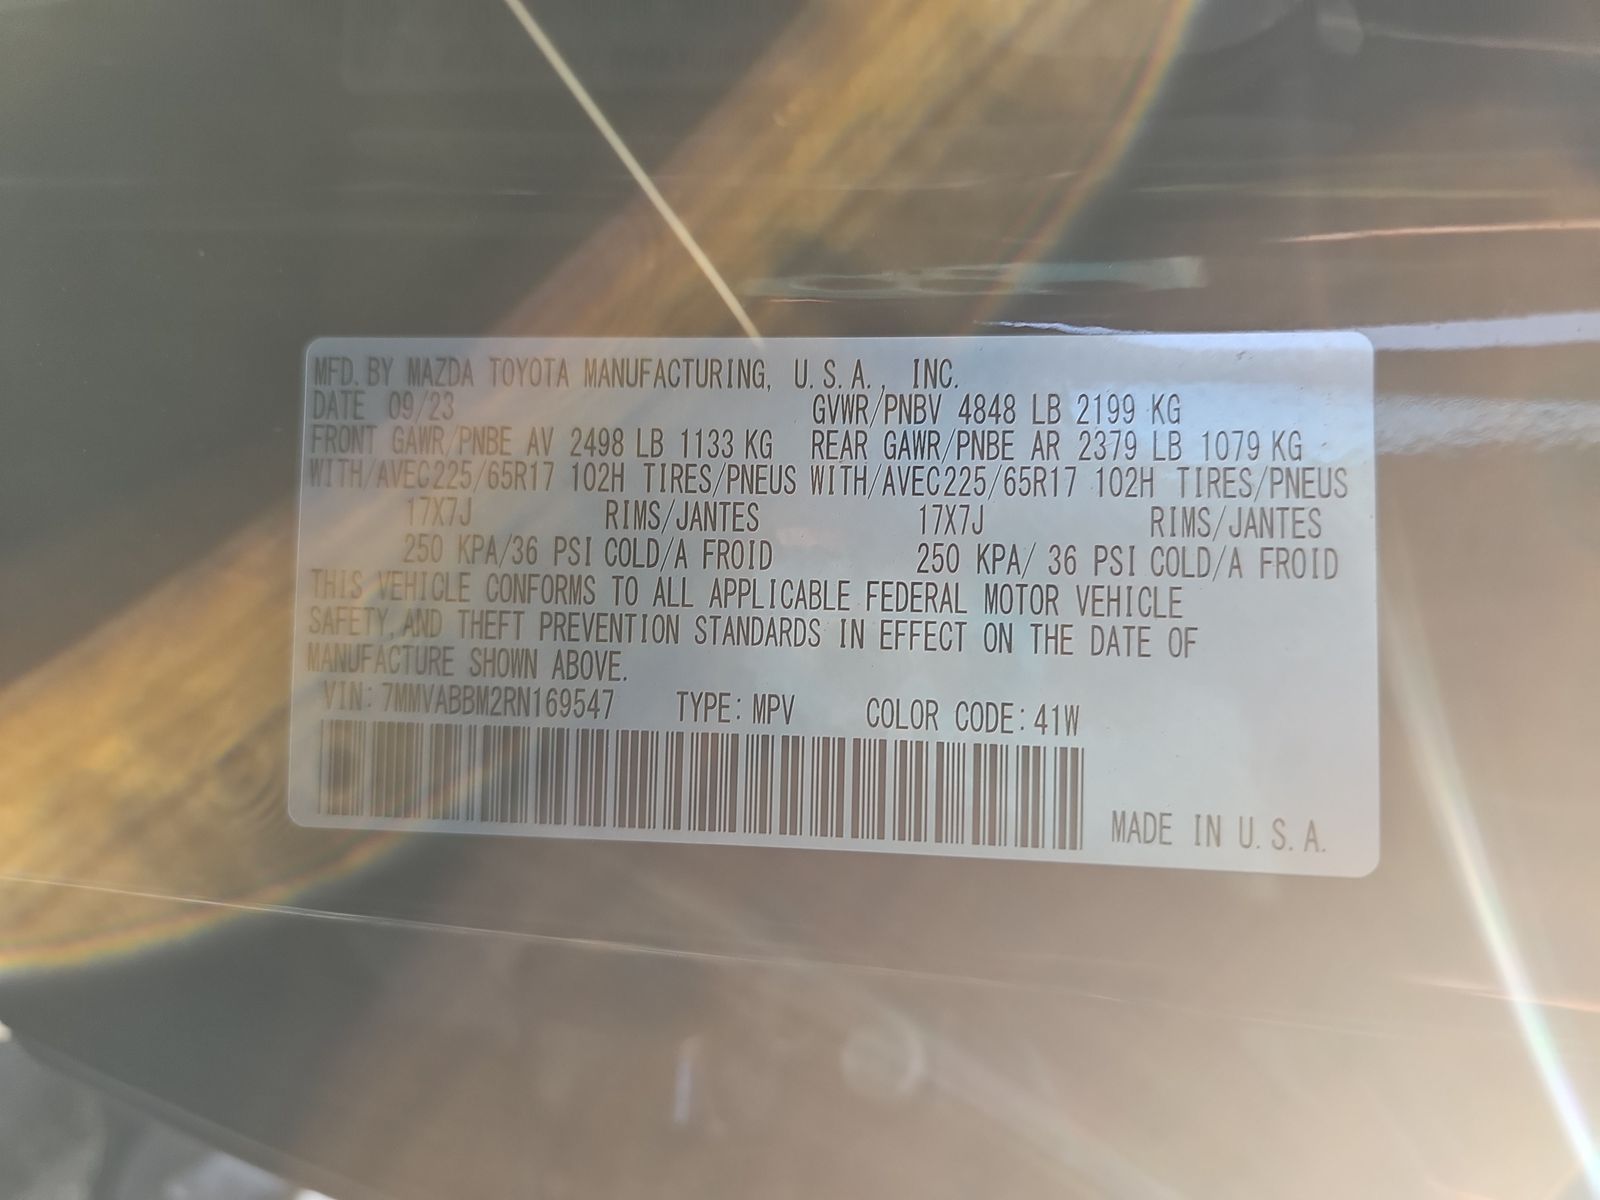 MFD. BY MAZDA TOYOTA MANUFACTURING, U.S.A., INC.
DATE 09/23 GVWR/PNBV 4848 LB 2199 KG
FRONT GAWR/PNBE AV 2498 LB 1133 KG REAR GAWR/PNBE AR 2379 LB 1079 KG
WITH/AVEC225/65R17 102H TIRES/PNEUS WITH/AVEC225/65R17 102H TIRES/PNEUS
17X7J RIMS/JANTES 17X7J RIMS/JANTES
250 KPA/36 PSI COLD/A FROID 250 KPA/ 36 PSI COLD/A FROID
THIS VEHICLE CONFORMS TO ALL APPLICABLE FEDERAL MOTOR VEHICLE
SAFETY, AND THEFT PREVENTION STANDARDS IN EFFECT ON THE DATE OF
MANUFACTURE SHOWN ABOVE.
VIN: 7MMVABBM2RN169547 TYPE: MPV COLOR CODE: 41W
MADE IN U.S.A.